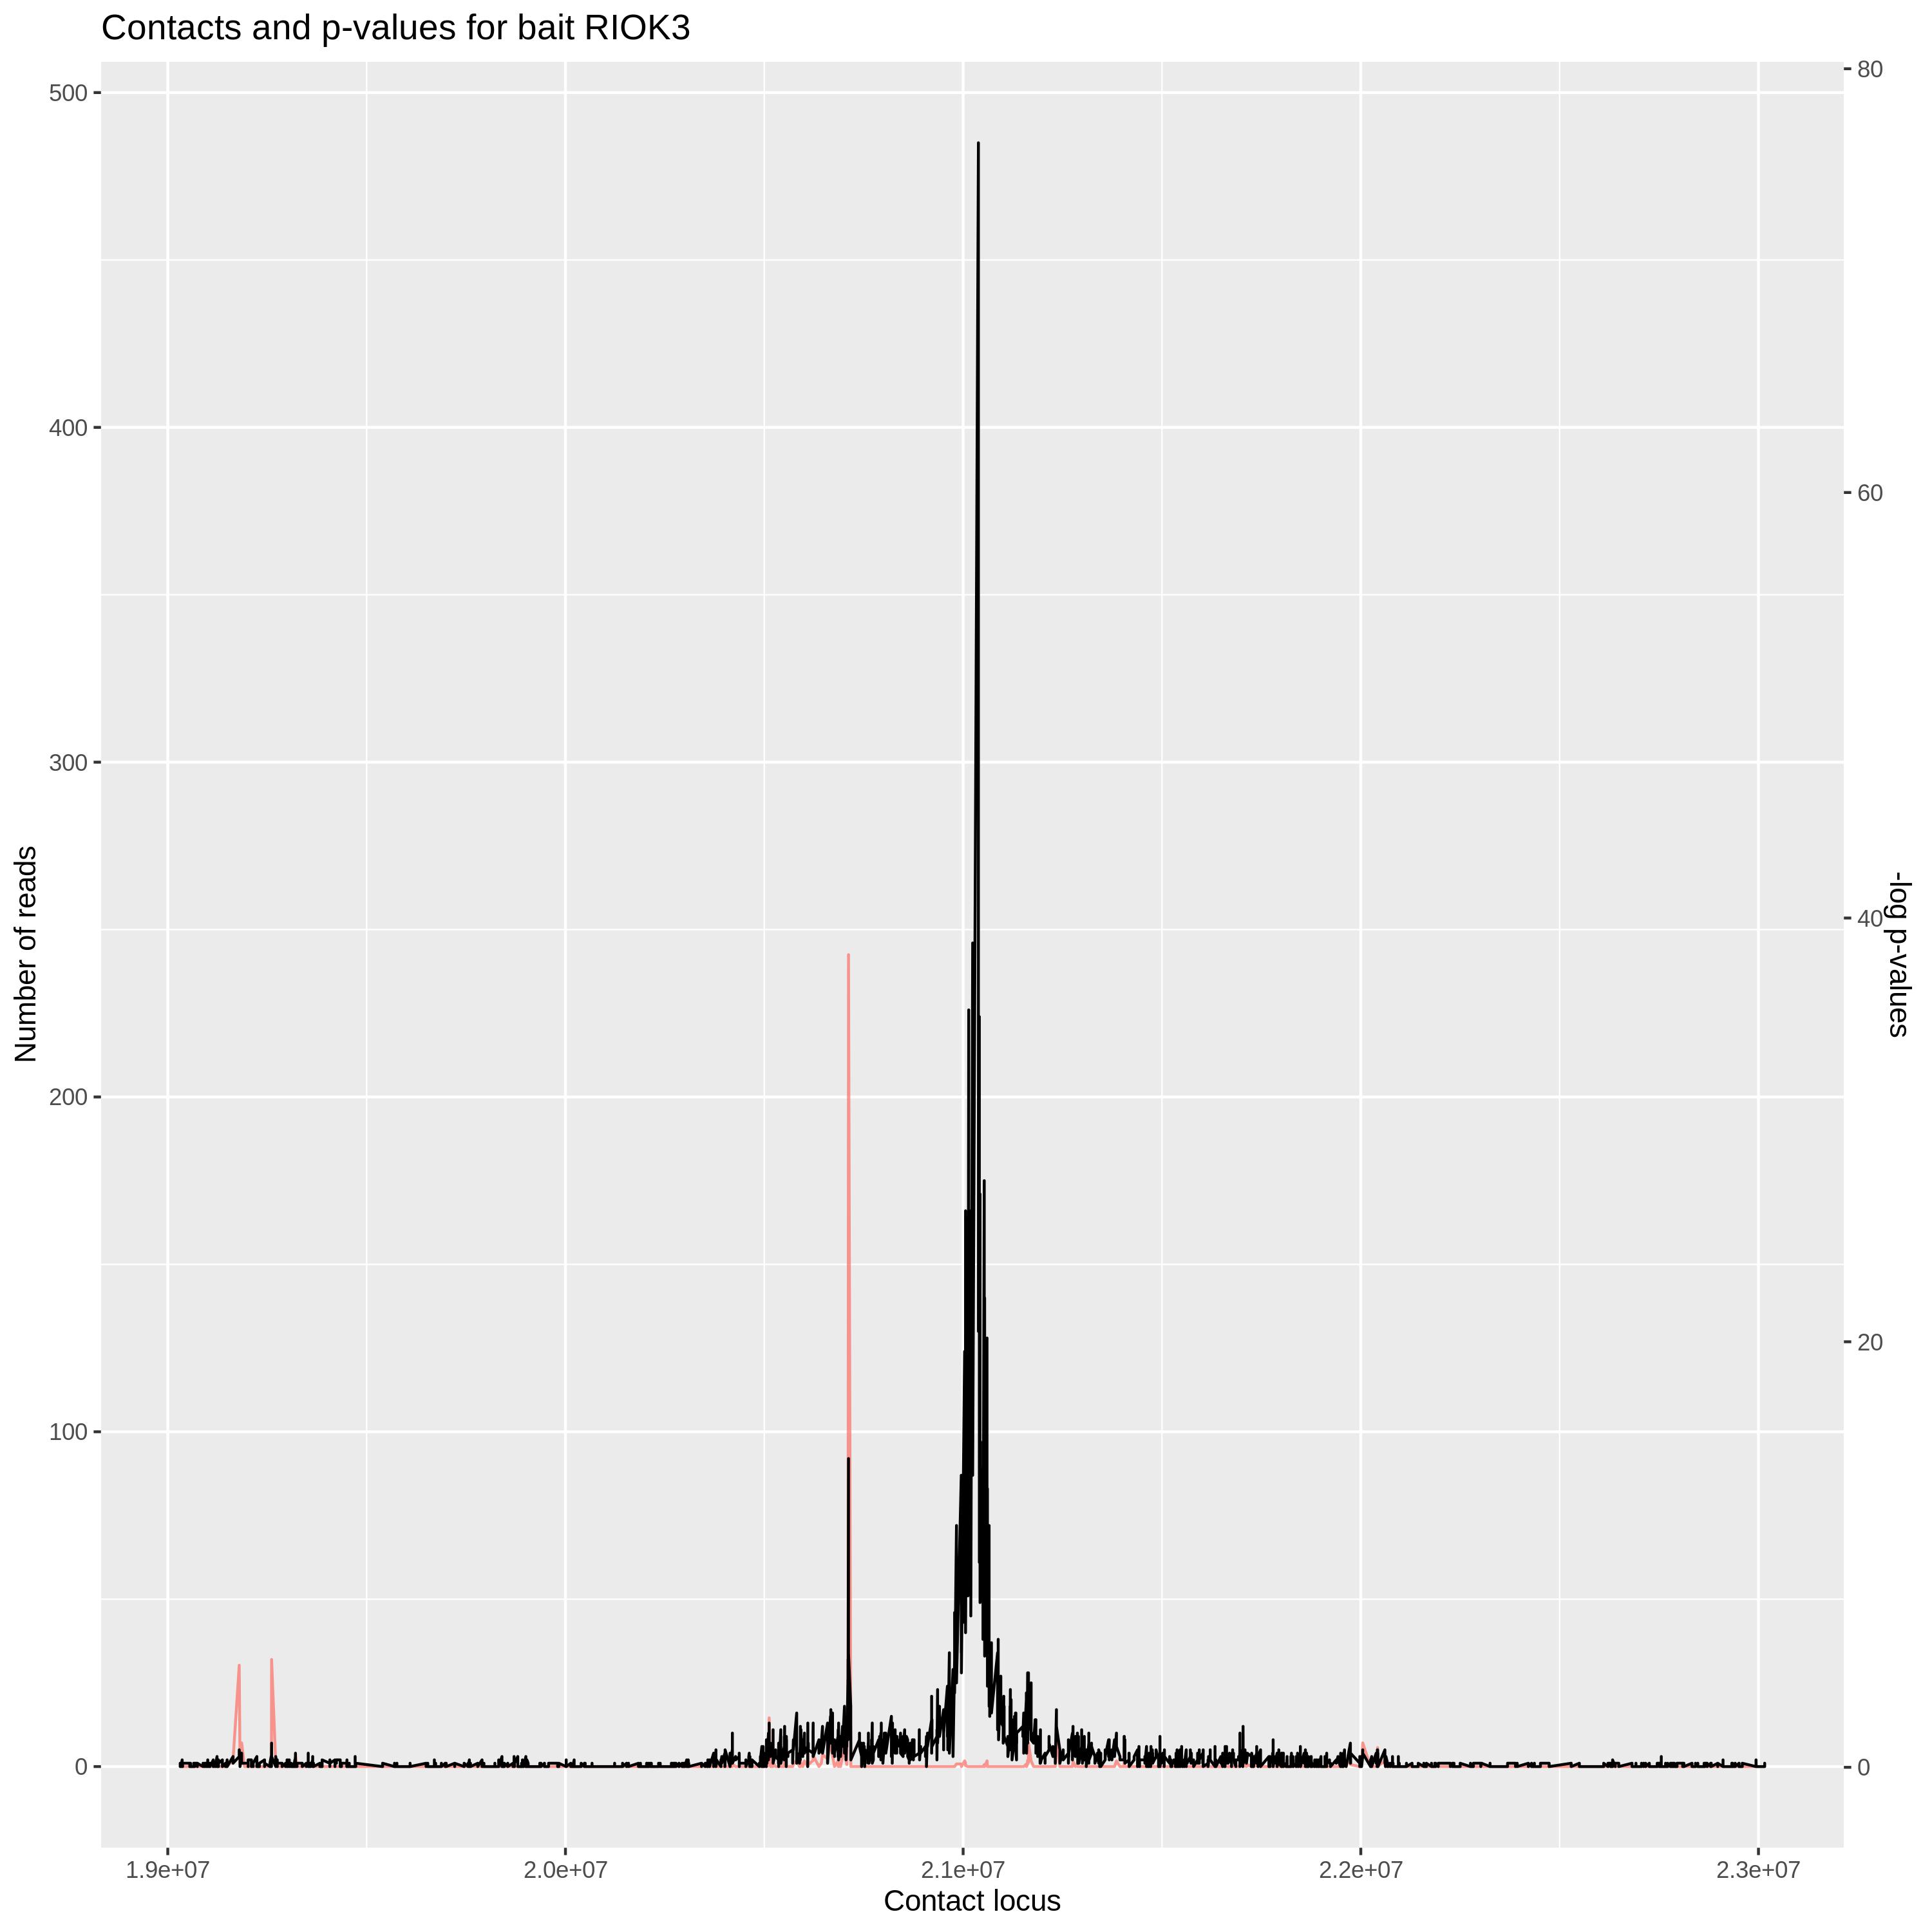 Contacts and p-values for bait RIOK3
500
400
300
200
100
0
Number of reads
80
60
40
20
0
-log p-values
1.9e+07
2.0e+07
2.1e+07
2.2e+07
2.3e+07
Contact locus